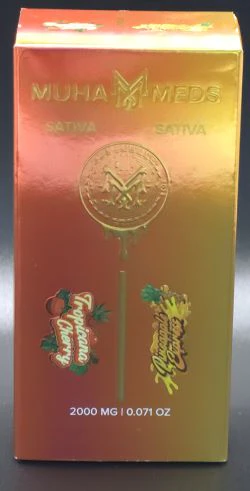 MUHA MEDS
SATIVA SATIVA
Tropicana
Cherry
2000 MG | 0.071 OZ